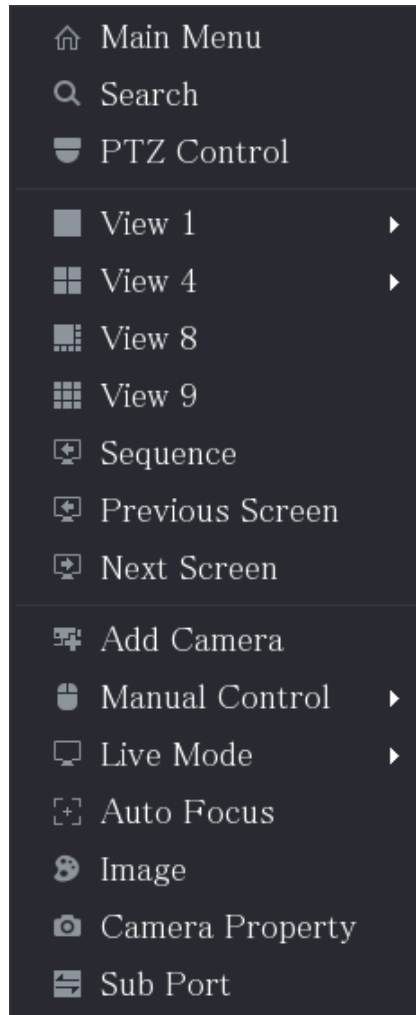 Main Menu
Search
PTZ Control
View 1
View 4
View 8
View 9
Sequence
Previous Screen
Next Screen
Add Camera
Manual Control
Live Mode
Auto Focus
Image
Camera Property
Sub Port